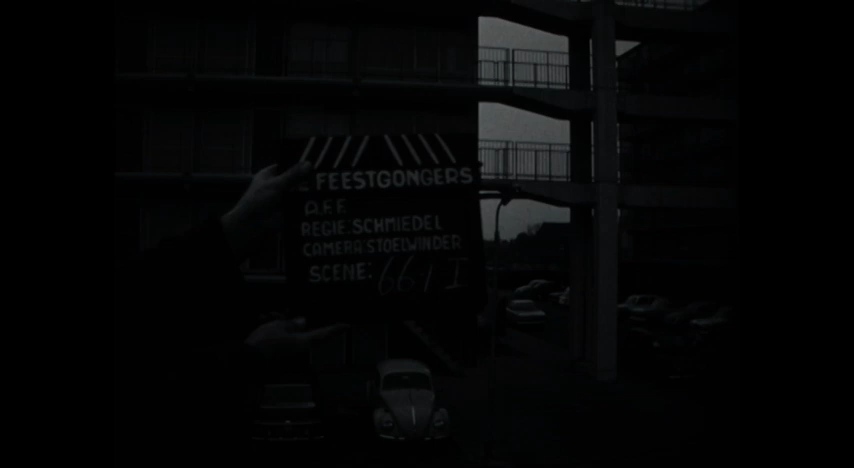 FEESTGONGERS
A.F.F.
REGIE.SCHMIEDEL
CAMERA.STOELWINDER
SCENE: 661 I